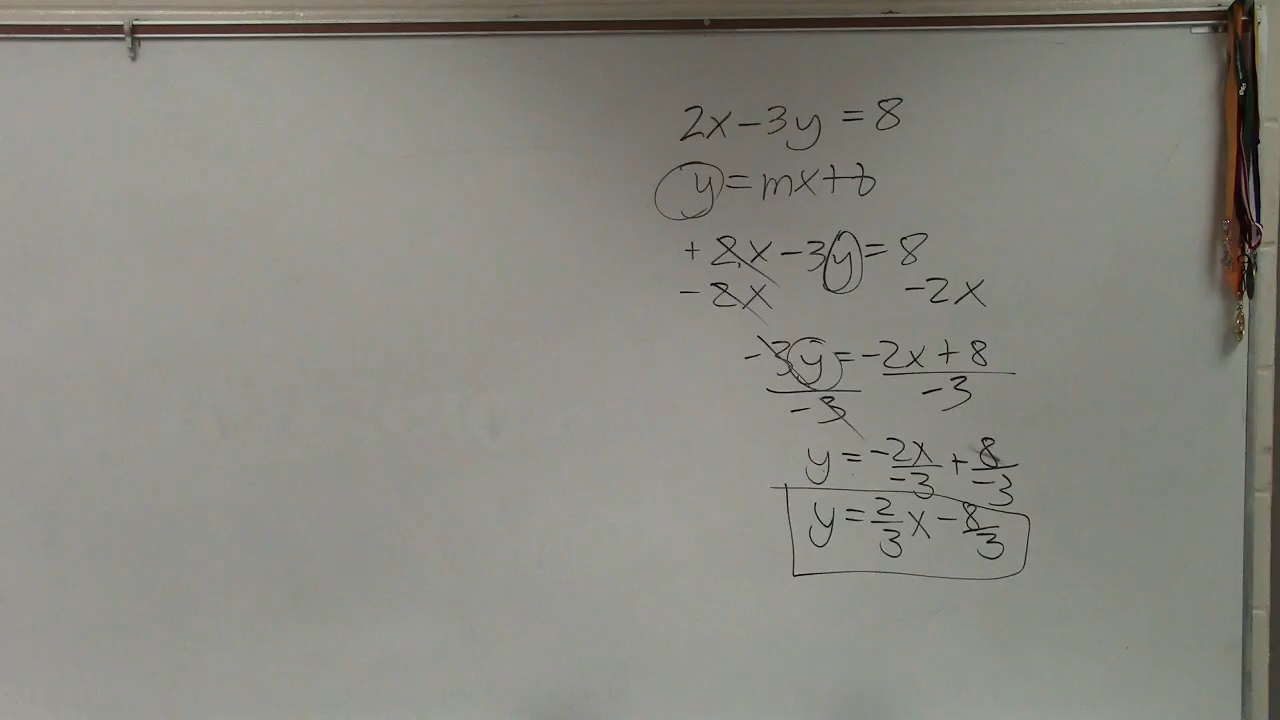 2x-3y=8
y=mx+b
+2x-3y=8
-2x -2x
-3y=-2x+8
-3 -3
y=-2x/-3+8/-3
y=2/3x-8/3